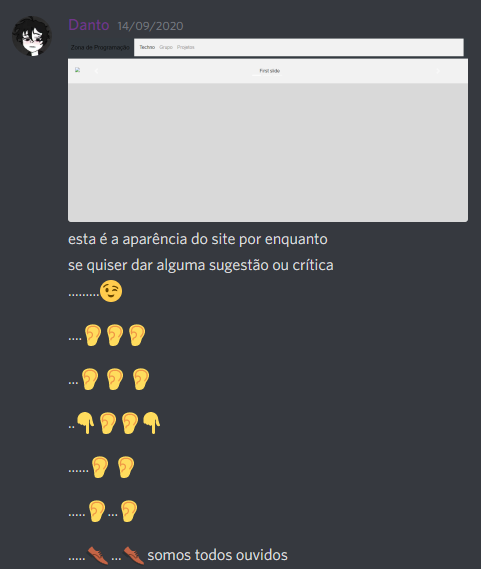 Danto 14/09/2020
Zona de Programação Techno Grupo Projetos
First slide
esta é a aparência do site por enquanto
se quiser dar alguma sugestão ou crítica
.........😉
....👂👂👂
...👂👂👂
..👇👂👂👇
......👂👂
.....👂...👂
.....👞...👞somos todos ouvidos